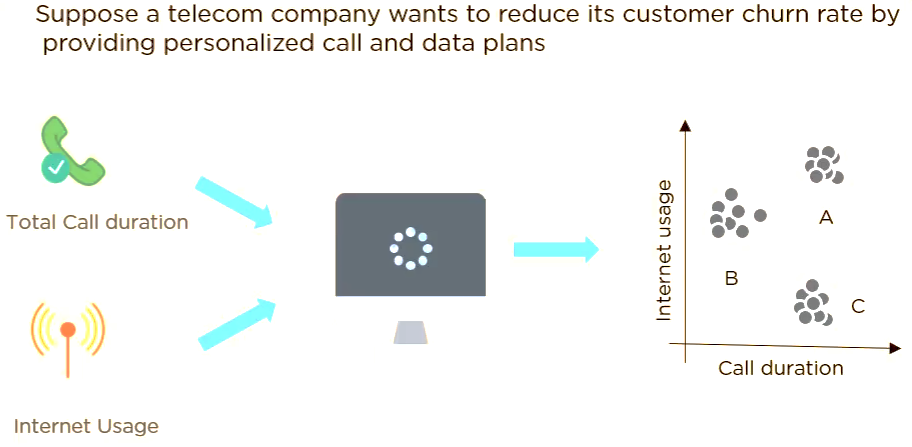 Suppose a telecom company wants to reduce its customer churn rate by
providing personalized call and data plans
Total Call duration
Internet Usage
Internet usage
A
B
C
Call duration